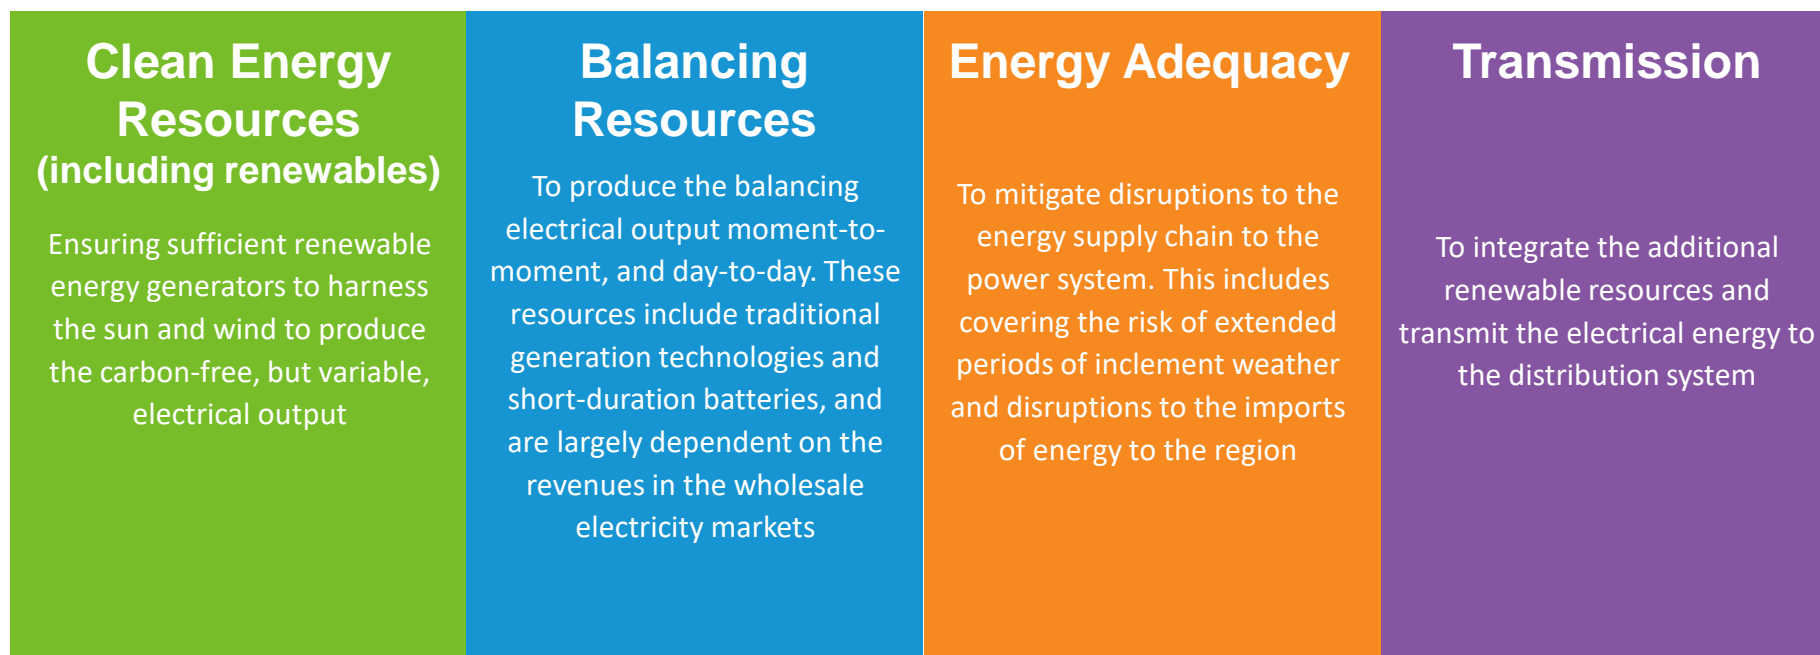 Clean Energy
Resources
(including renewables)
Ensuring sufficient renewable
energy generators to harness
the sun and wind to produce
the carbon-free, but variable,
electrical output
Balancing
Resources
To produce the balancing
electrical output moment-to-
moment, and day-to-day. These
resources include traditional
generation technologies and
short-duration batteries, and
are largely dependent on the
revenues in the wholesale
electricity markets
Energy Adequacy
To mitigate disruptions to the
energy supply chain to the
power system. This includes
covering the risk of extended
periods of inclement weather
and disruptions to the imports
of energy to the region
Transmission
To integrate the additional
renewable resources and
transmit the electrical energy to
the distribution system